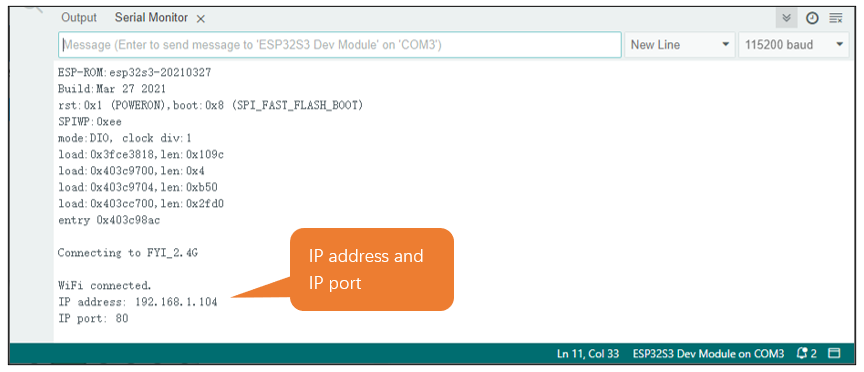 Output Serial Monitor
Message (Enter to send message to 'ESP32S3 Dev Module' on 'COM3') New Line 115200 baud
ESP-ROM:esp32s3-20210327
Build:Mar 27 2021
rst:0x1 (POWERON),boot:0x8 (SPI_FAST_FLASH_BOOT)
SPIWP:0xee
mode:DIO, clock div:1
load:0x3fce3818,len:0x109c
load:0x403c9700,len:0x4
load:0x403c9704,len:0xb50
load:0x403cc700,len:0x2fd0
entry 0x403c98ac
Connecting to FYI_2.4G
WiFi connected.
IP address: 192.168.1.104
IP port: 80
IP address and
IP port
Ln 11, Col 33 ESP32S3 Dev Module on COM3 2